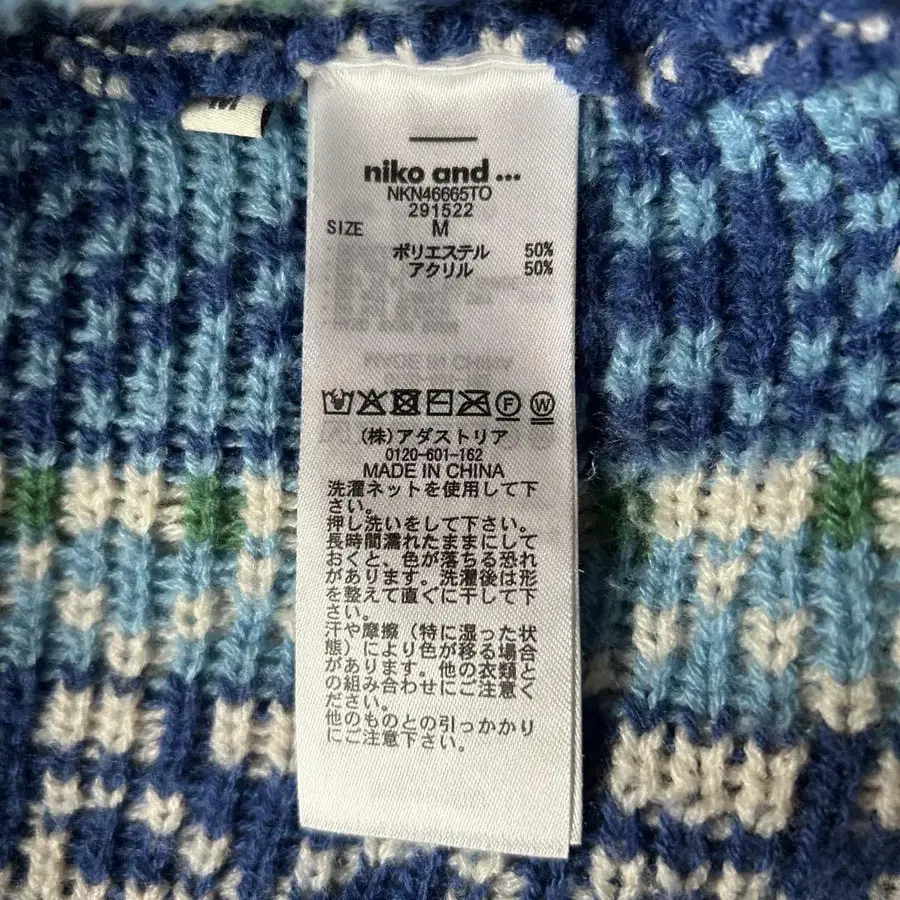 M
niko and ...
NKN46665TO
291522
SIZE M
ポリエステル 50%
アクリル 50%
MADE IN CHINA
(株)アダストリア
0120-601-162
MADE IN CHINA
洗濯ネットを使用して下
さい。
押し洗いをして下さい。
長時間濡れたままにして
おくと、色が落ちる恐れ
があります。洗濯後は形
を整えて直ぐに干して下
さい。
汗や摩擦（特に湿った状
態）により色が移る場合
があります。他の衣類と
の組み合わせにご注意く
ださい。
他のものとの引っかかり
にご注意下さい。